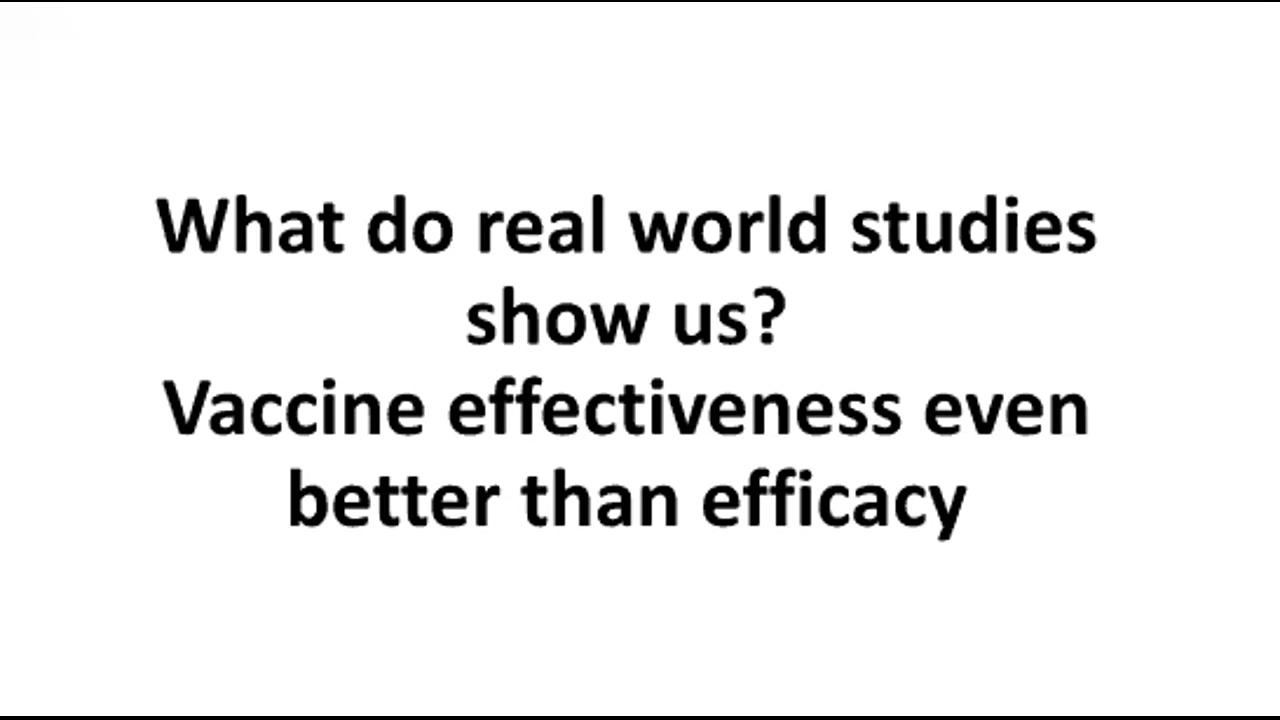 What do real world studies
show us?
Vaccine effectiveness even
better than efficacy